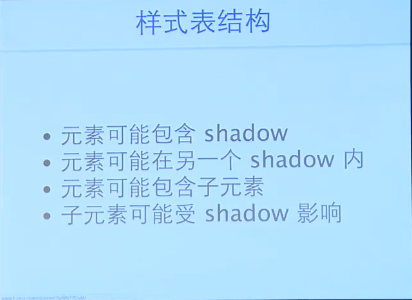 样式表结构
• 元素可能包含 shadow
• 元素可能在另一个 shadow 内
• 元素可能包含子元素
• 子元素可能受 shadow 影响